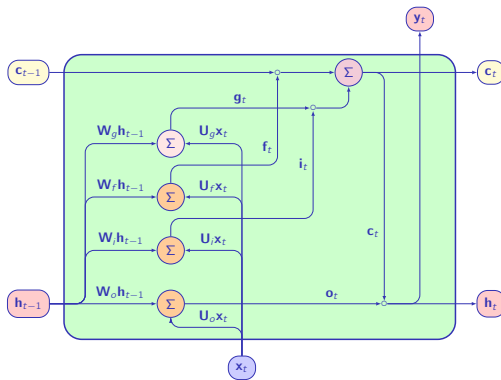 y_t
c_{t−1}
Σ
c_t
g_t
W_g h_{t−1}
U_g x_t
Σ
f_t
i_t
W_f h_{t−1}
U_f x_t
Σ
c_t
W_i h_{t−1}
U_i x_t
Σ
W_o h_{t−1}
o_t
h_{t−1}
Σ
h_t
U_o x_t
x_t